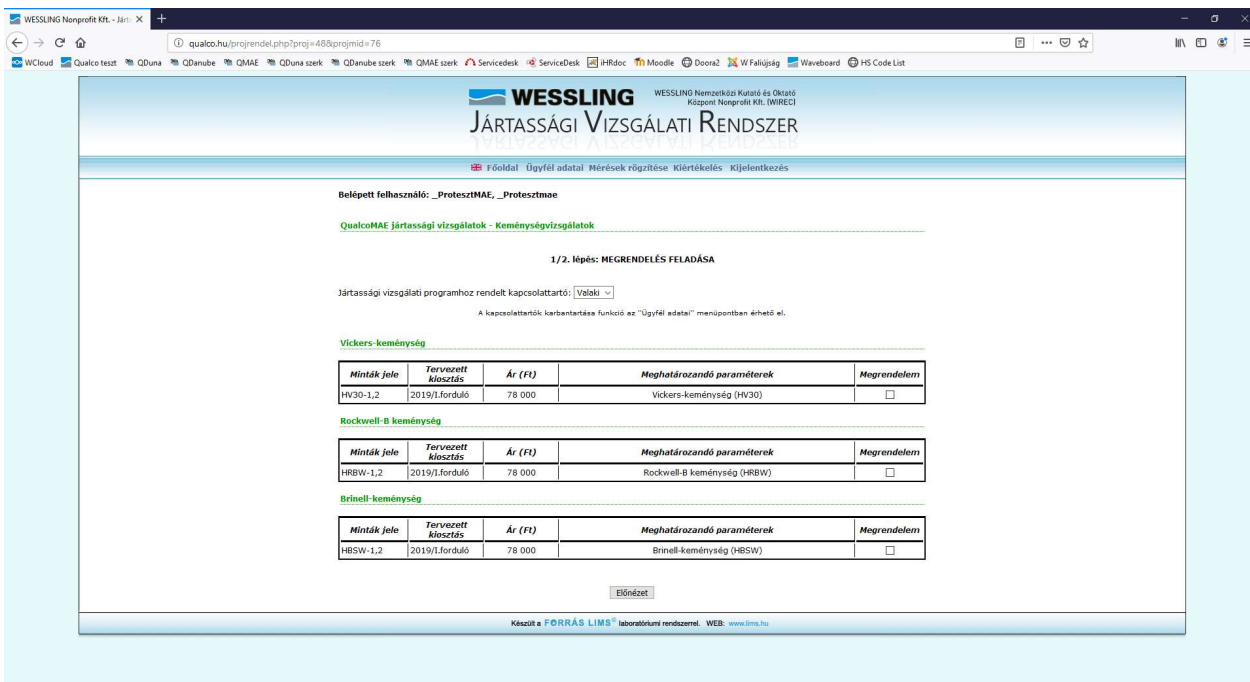 WESSLING Nonprofit Kft. - Járt
qualco.hu/projrendel.php?proj=48&projmid=76
WCloud Qualco teszt QDuna QDanube QMAE QDuna szerk QDanube szerk QMAE szerk Servicedesk ServiceDesk iHRdoc Moodle Doora2 W Faliújság Waveboard HS Code List
WESSLING
WESSLING Nemzetközi Kutató és Oktató
Központ Nonprofit Kft. (WIREC)
JÁRTASSÁGI VIZSGÁLATI RENDSZER
Főoldal Ügyfél adatai Mérések rögzítése Kiértékelés Kijelentkezés
Belépett felhasználó: _ProtesztMAE, _Protesztmae
QualcoMAE jártassági vizsgálatok - Keménységvizsgálatok
1/2. lépés: MEGRENDELÉS FELADÁSA
Jártassági vizsgálati programhoz rendelt kapcsolattartó: Valaki
A kapcsolattartók karbantartása funkció az "Ügyfél adatai" menüpontban érhető el.
Vickers-keménység
Minták jele Tervezett kiosztás Ár (Ft) Meghatározandó paraméterek Megrendelem
HV30-1,2 2019/I.forduló 78 000 Vickers-keménység (HV30)
Rockwell-B keménység
Minták jele Tervezett kiosztás Ár (Ft) Meghatározandó paraméterek Megrendelem
HRBW-1,2 2019/I.forduló 78 000 Rockwell-B keménység (HRBW)
Brinell-keménység
Minták jele Tervezett kiosztás Ár (Ft) Meghatározandó paraméterek Megrendelem
HBSW-1,2 2019/I.forduló 78 000 Brinell-keménység (HBSW)
Előnézet
Készült a FORRÁS LIMS© laboratóriumi rendszerrel. WEB: www.lims.hu